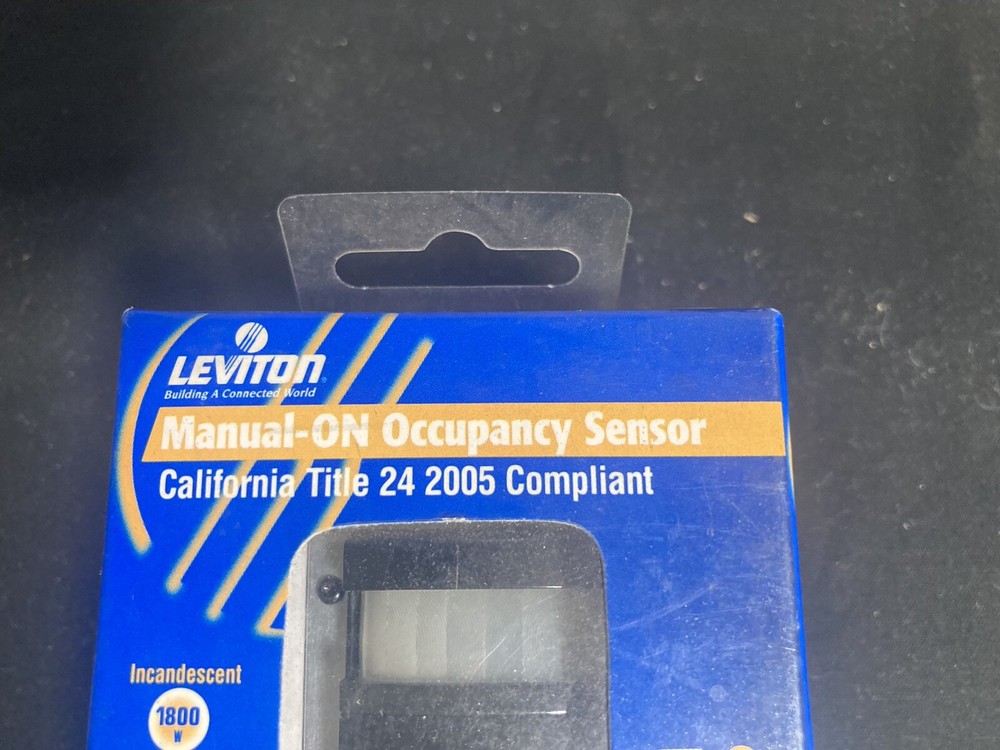 LEVITON
Building A Connected World
Manual-ON Occupancy Sensor
California Title 24 2005 Compliant
Incandescent
1800
W